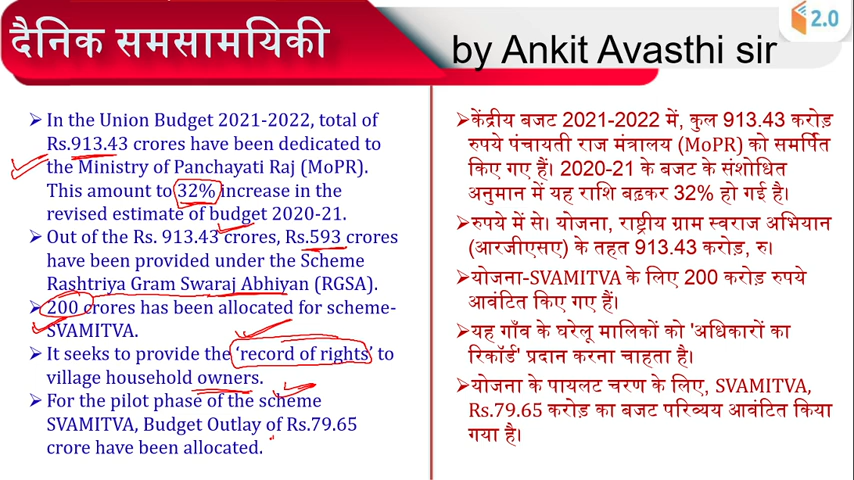 दैनिक समसामयिकी
by Ankit Avasthi sir
2.0
➢ In the Union Budget 2021-2022, total of
Rs.913.43 crores have been dedicated to
the Ministry of Panchayati Raj (MoPR).
This amount to 32% increase in the
revised estimate of budget 2020-21.
➢ Out of the Rs. 913.43 crores, Rs.593 crores
have been provided under the Scheme
Rashtriya Gram Swaraj Abhiyan (RGSA).
➢ 200 crores has been allocated for scheme-
SVAMITVA.
➢ It seeks to provide the ‘record of rights’ to
village household owners.
➢ For the pilot phase of the scheme
SVAMITVA, Budget Outlay of Rs.79.65
crore have been allocated.
➢ केंद्रीय बजट 2021-2022 में, कुल 913.43 करोड़
रुपये पंचायती राज मंत्रालय (MoPR) को समर्पित
किए गए हैं। 2020-21 के बजट के संशोधित
अनुमान में यह राशि बढ़कर 32% हो गई है।
➢ रुपये में से। योजना, राष्ट्रीय ग्राम स्वराज अभियान
(आरजीएसए) के तहत 913.43 करोड़, रु।
➢ योजना-SVAMITVA के लिए 200 करोड़ रुपये
आवंटित किए गए हैं।
➢ यह गाँव के घरेलू मालिकों को 'अधिकारों का
रिकॉर्ड' प्रदान करना चाहता है।
➢ योजना के पायलट चरण के लिए, SVAMITVA,
Rs.79.65 करोड़ का बजट परिव्यय आवंटित किया
गया है।